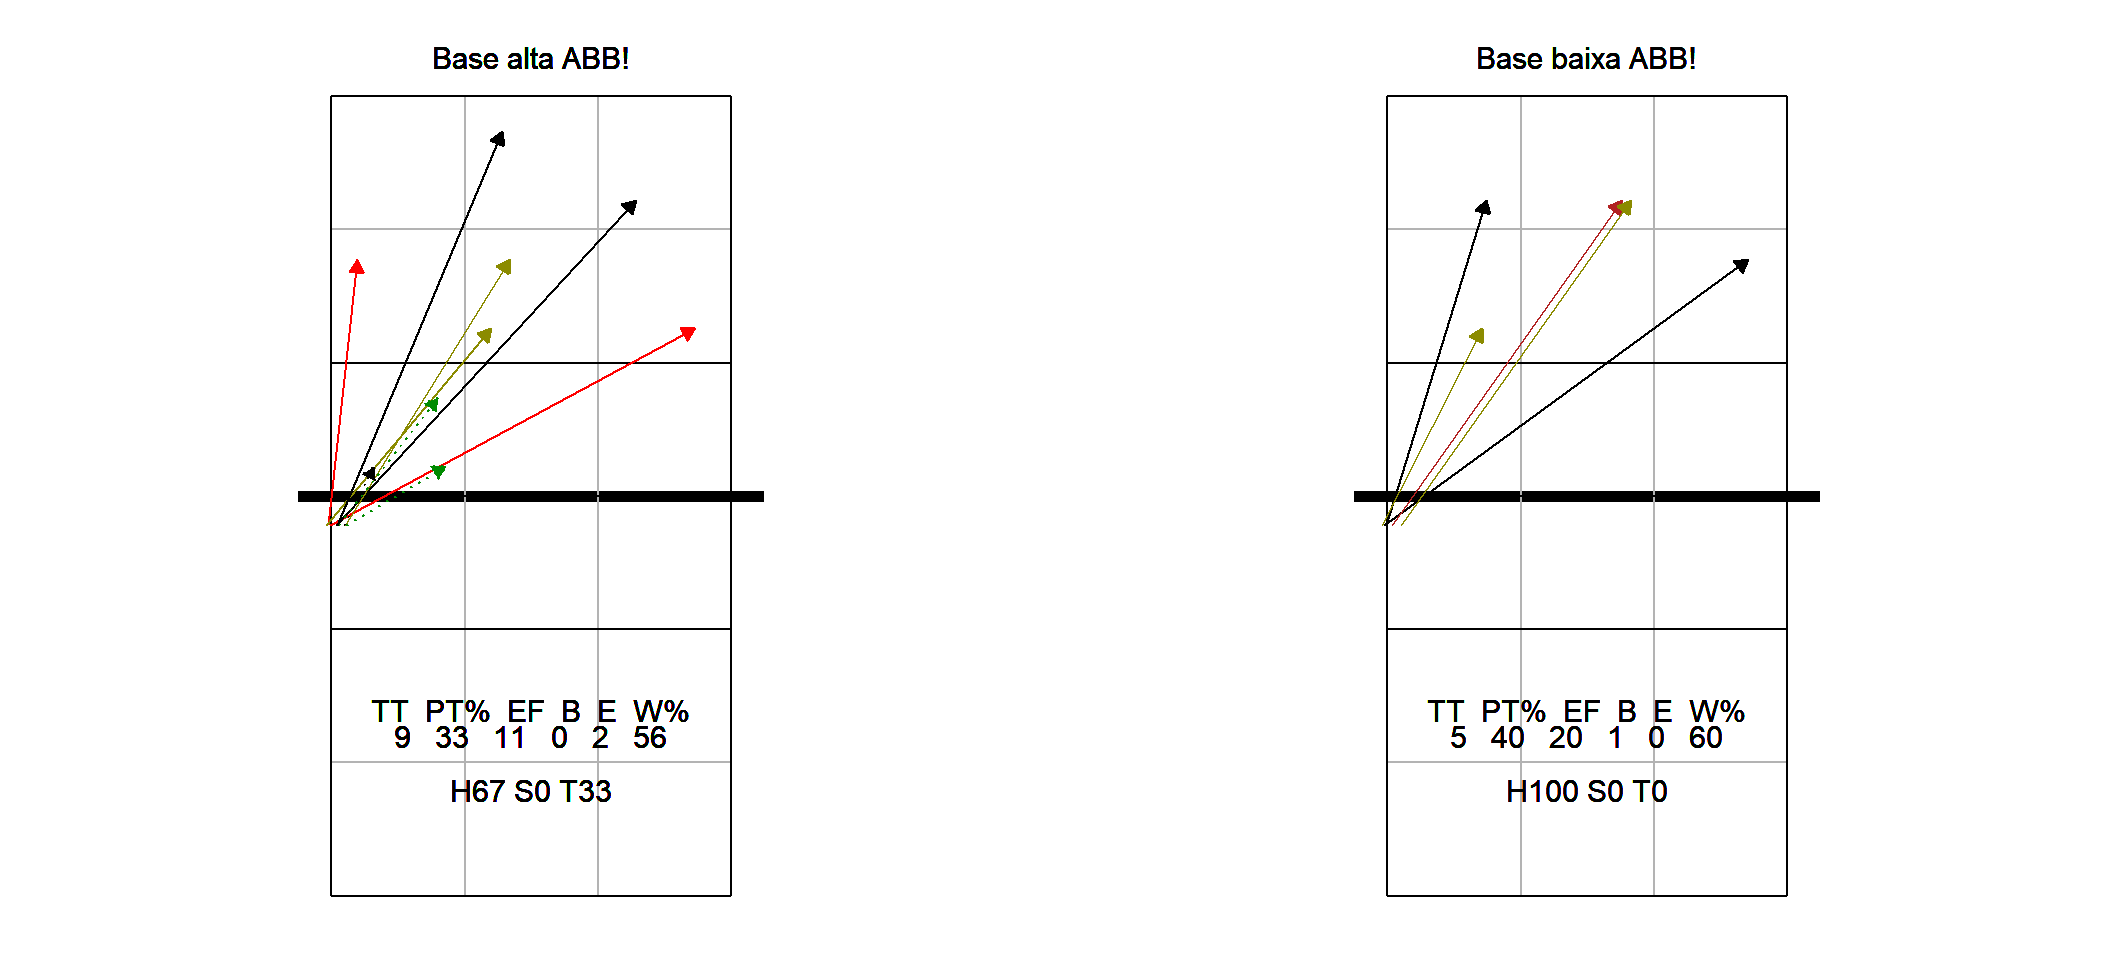 Base alta ABB!
TT PT% EF B E W%
9 33 11 0 2 56
H67 S0 T33
Base baixa ABB!
TT PT% EF B E W%
5 40 20 1 0 60
H100 S0 T0